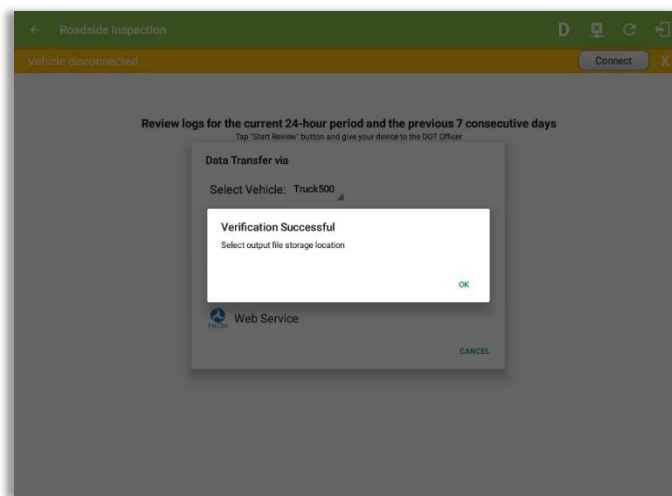 Roadside Inspection
D
Vehicle disconnected
Connect
X
Review logs for the current 24-hour period and the previous 7 consecutive days
Tap "Start Review" button and give your device to the DOT Officer
Data Transfer via
Select Vehicle: Truck500
Verification Successful
Select output file storage location
OK
Web Service
CANCEL